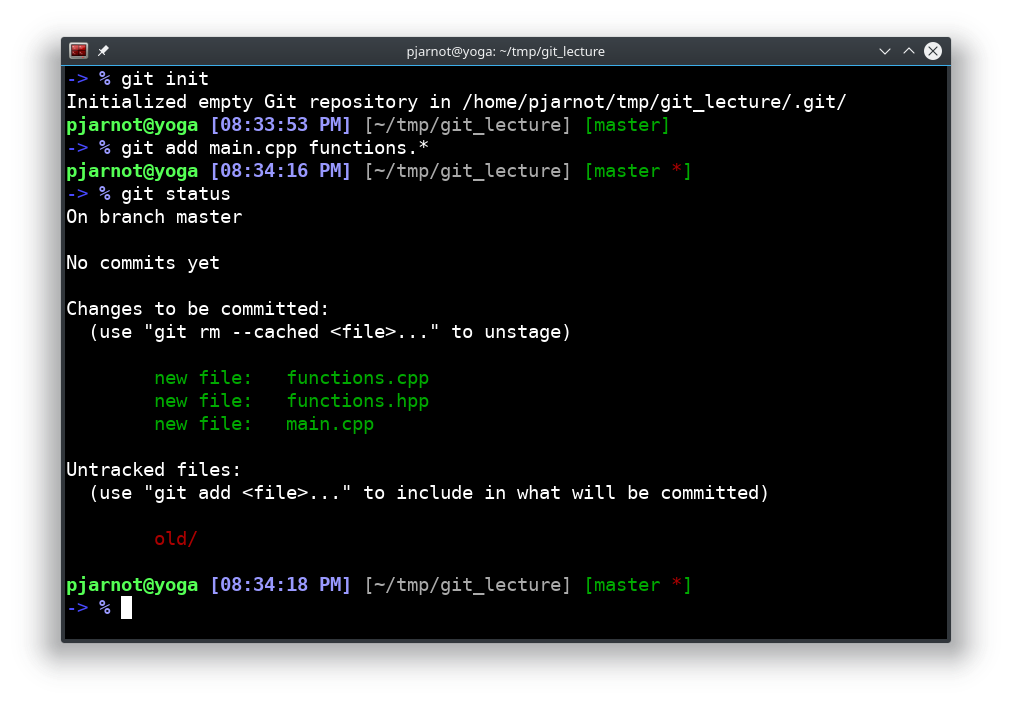 pjarnot@yoga: ~/tmp/git_lecture
-> % git init
Initialized empty Git repository in /home/pjarnot/tmp/git_lecture/.git/
pjarnot@yoga [08:33:53 PM] [~/tmp/git_lecture] [master]
-> % git add main.cpp functions.*
pjarnot@yoga [08:34:16 PM] [~/tmp/git_lecture] [master *]
-> % git status
On branch master

No commits yet

Changes to be committed:
  (use "git rm --cached <file>..." to unstage)

        new file:   functions.cpp
        new file:   functions.hpp
        new file:   main.cpp

Untracked files:
  (use "git add <file>..." to include in what will be committed)

        old/

pjarnot@yoga [08:34:18 PM] [~/tmp/git_lecture] [master *]
-> %